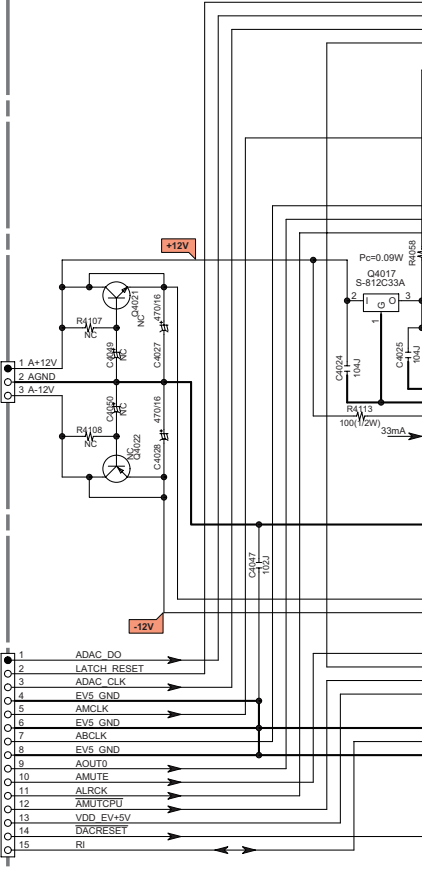 +12V
Pc=0.09W
Q4017
S-812C33A
R4058
2 I O 3
G
1
Q4021
NC
470/16
R4107
NC
C4049
NC
C4027
C4024
104J
C4025
104J
1 A+12V
2 AGND
3 A-12V
C4050
NC
470/16
R4113
100(1/2W)
33mA
R4108
NC
NC
Q4022
C4028
C4047
102J
-12V
1 ADAC_DO
2 LATCH_RESET
3 ADAC_CLK
4 EV5_GND
5 AMCLK
6 EV5_GND
7 ABCLK
8 EV5_GND
9 AOUT0
10 AMUTE
11 ALRCK
12 AMUTCPU
13 VDD_EV+5V
14 DACRESET
15 RI